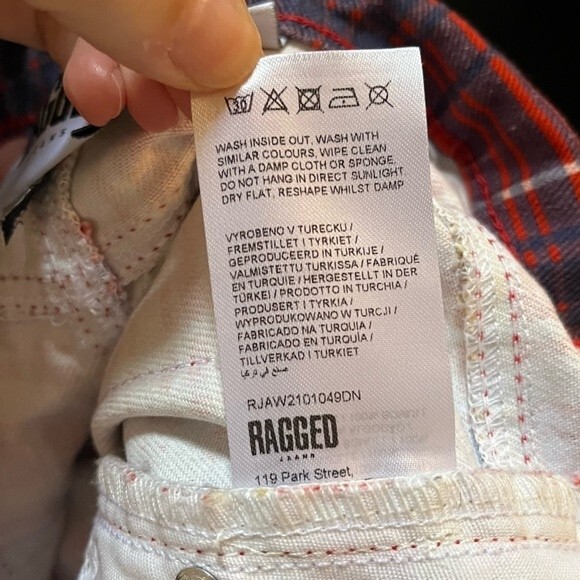 30
WASH INSIDE OUT, WASH WITH
SIMILAR COLOURS, WIPE CLEAN
WITH A DAMP CLOTH OR SPONGE,
DO NOT HANG IN DIRECT SUNLIGHT,
DRY FLAT, RESHAPE WHILST DAMP
VYROBENO V TURECKU /
FREMSTILLET I TYRKIET /
GEPRODUCEERD IN TURKIJE /
VALMISTETTU TURKISSA / FABRIQUÉ
EN TURQUIE / HERGESTELLT IN DER
TÜRKEI / PRODOTTO IN TURCHIA /
PRODUSERT I TYRKIA /
WYPRODUKOWANO W TURCJI /
FABRICADO NA TURQUIA /
FABRICADO EN TURQUÍA /
TILLVERKAD I TURKIET
صنع في تركيا
RJAW2101049DN
RAGGED
JEANS
119 Park Street,